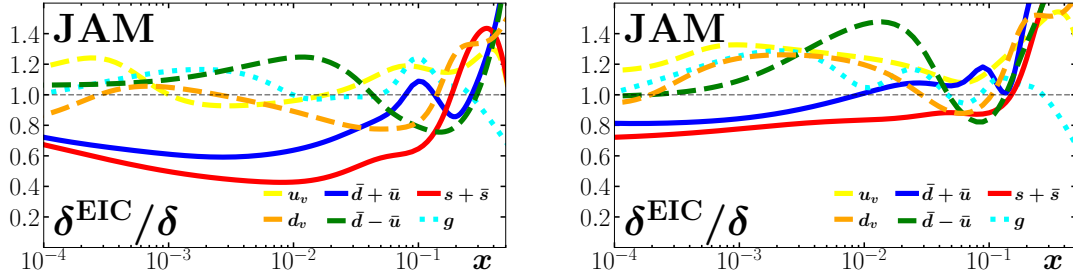 JAM
1.4
1.2
1.0
0.8
0.6
0.4
0.2
u_v d̄ + ū s + s̄
d_v d̄ − ū g
δ^EIC/δ
10^−4 10^−3 10^−2 10^−1 x
JAM
1.4
1.2
1.0
0.8
0.6
0.4
0.2
u_v d̄ + ū s + s̄
d_v d̄ − ū g
δ^EIC/δ
10^−4 10^−3 10^−2 10^−1 x